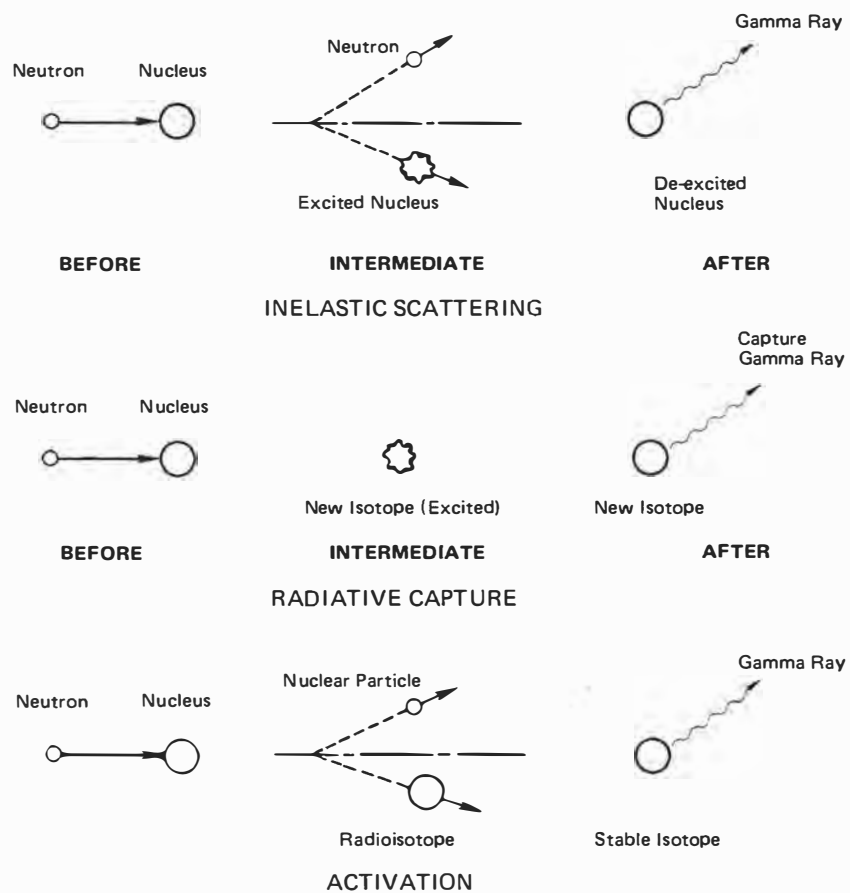 Gamma Ray
Neutron
Neutron Nucleus
Excited Nucleus
De-excited
Nucleus
BEFORE INTERMEDIATE AFTER
INELASTIC SCATTERING
Capture
Gamma Ray
Neutron Nucleus
New Isotope (Excited) New Isotope
BEFORE INTERMEDIATE AFTER
RADIATIVE CAPTURE
Gamma Ray
Nuclear Particle
Neutron Nucleus
Radioisotope Stable Isotope
ACTIVATION